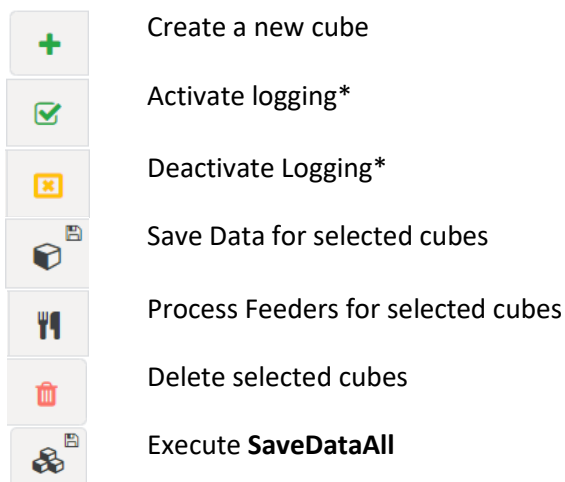 Create a new cube
Activate logging*
Deactivate Logging*
Save Data for selected cubes
Process Feeders for selected cubes
Delete selected cubes
Execute SaveDataAll